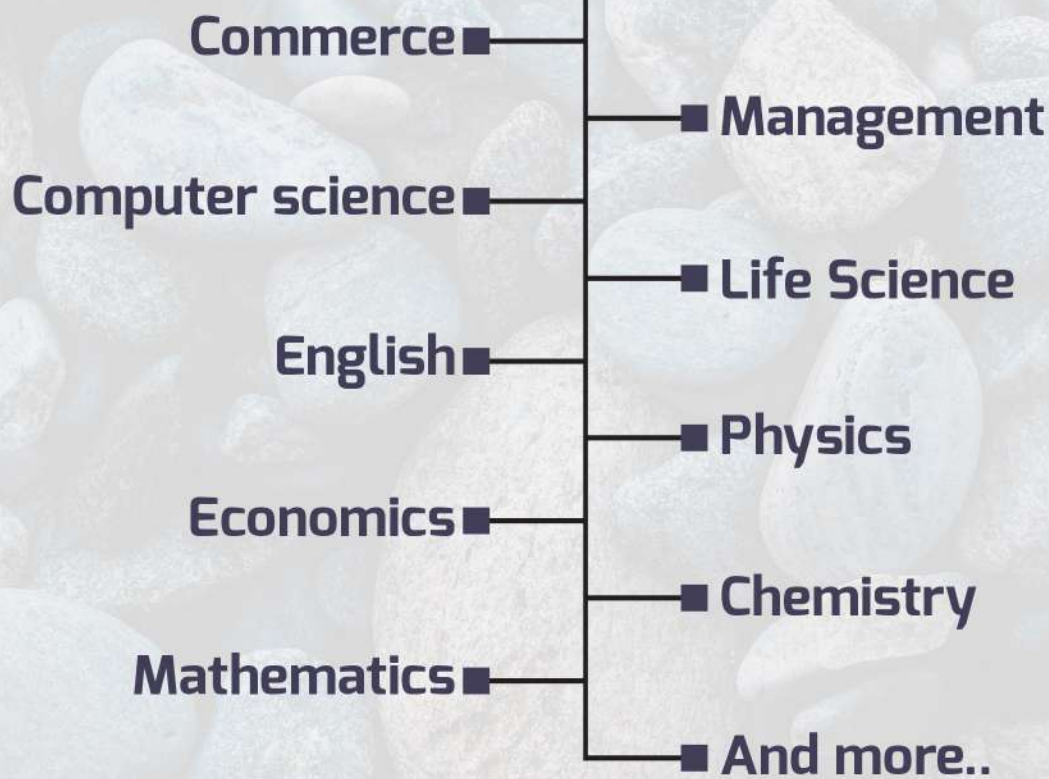 Commerce
Management
Computer science
Life Science
English
Physics
Economics
Chemistry
Mathematics
And more..